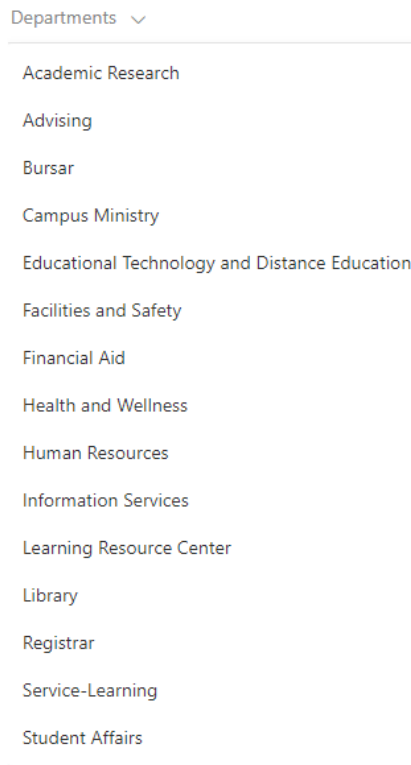 Departments
Academic Research
Advising
Bursar
Campus Ministry
Educational Technology and Distance Education
Facilities and Safety
Financial Aid
Health and Wellness
Human Resources
Information Services
Learning Resource Center
Library
Registrar
Service-Learning
Student Affairs